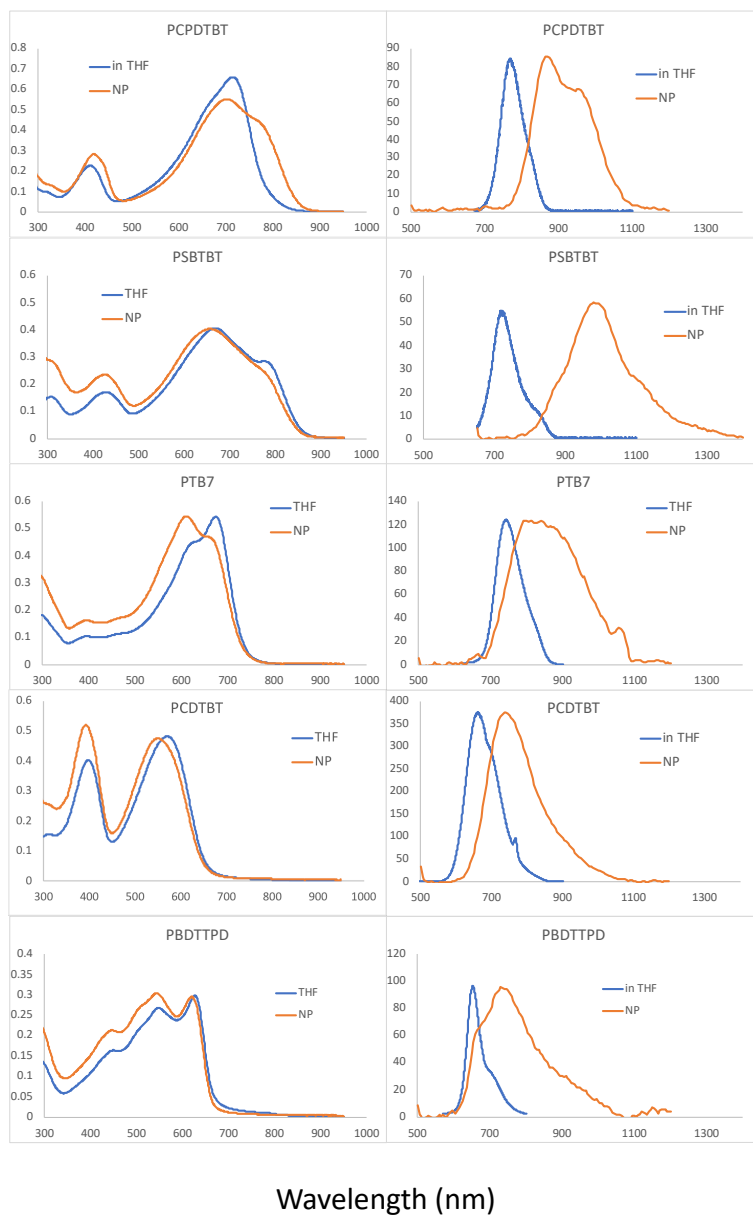 PCPDTBT
0.8
0.7
0.6
0.5
0.4
0.3
0.2
0.1
0
300 400 500 600 700 800 900 1000
in THF
NP
PCPDTBT
90
80
70
60
50
40
30
20
10
0
500 700 900 1100 1300
in THF
NP
PSBTBT
0.6
0.5
0.4
0.3
0.2
0.1
0
300 400 500 600 700 800 900 1000
THF
NP
PSBTBT
70
60
50
40
30
20
10
0
500 700 900 1100 1300
in THF
NP
PTB7
0.6
0.5
0.4
0.3
0.2
0.1
0
300 400 500 600 700 800 900 1000
THF
NP
PTB7
140
120
100
80
60
40
20
0
500 700 900 1100 1300
THF
NP
PCDTBT
0.6
0.5
0.4
0.3
0.2
0.1
0
300 400 500 600 700 800 900 1000
THF
NP
PCDTBT
400
350
300
250
200
150
100
50
0
500 700 900 1100 1300
in THF
NP
PBDTTPD
0.4
0.35
0.3
0.25
0.2
0.15
0.1
0.05
0
300 400 500 600 700 800 900 1000
THF
NP
PBDTTPD
120
100
80
60
40
20
0
500 700 900 1100 1300
in THF
NP
Wavelength (nm)